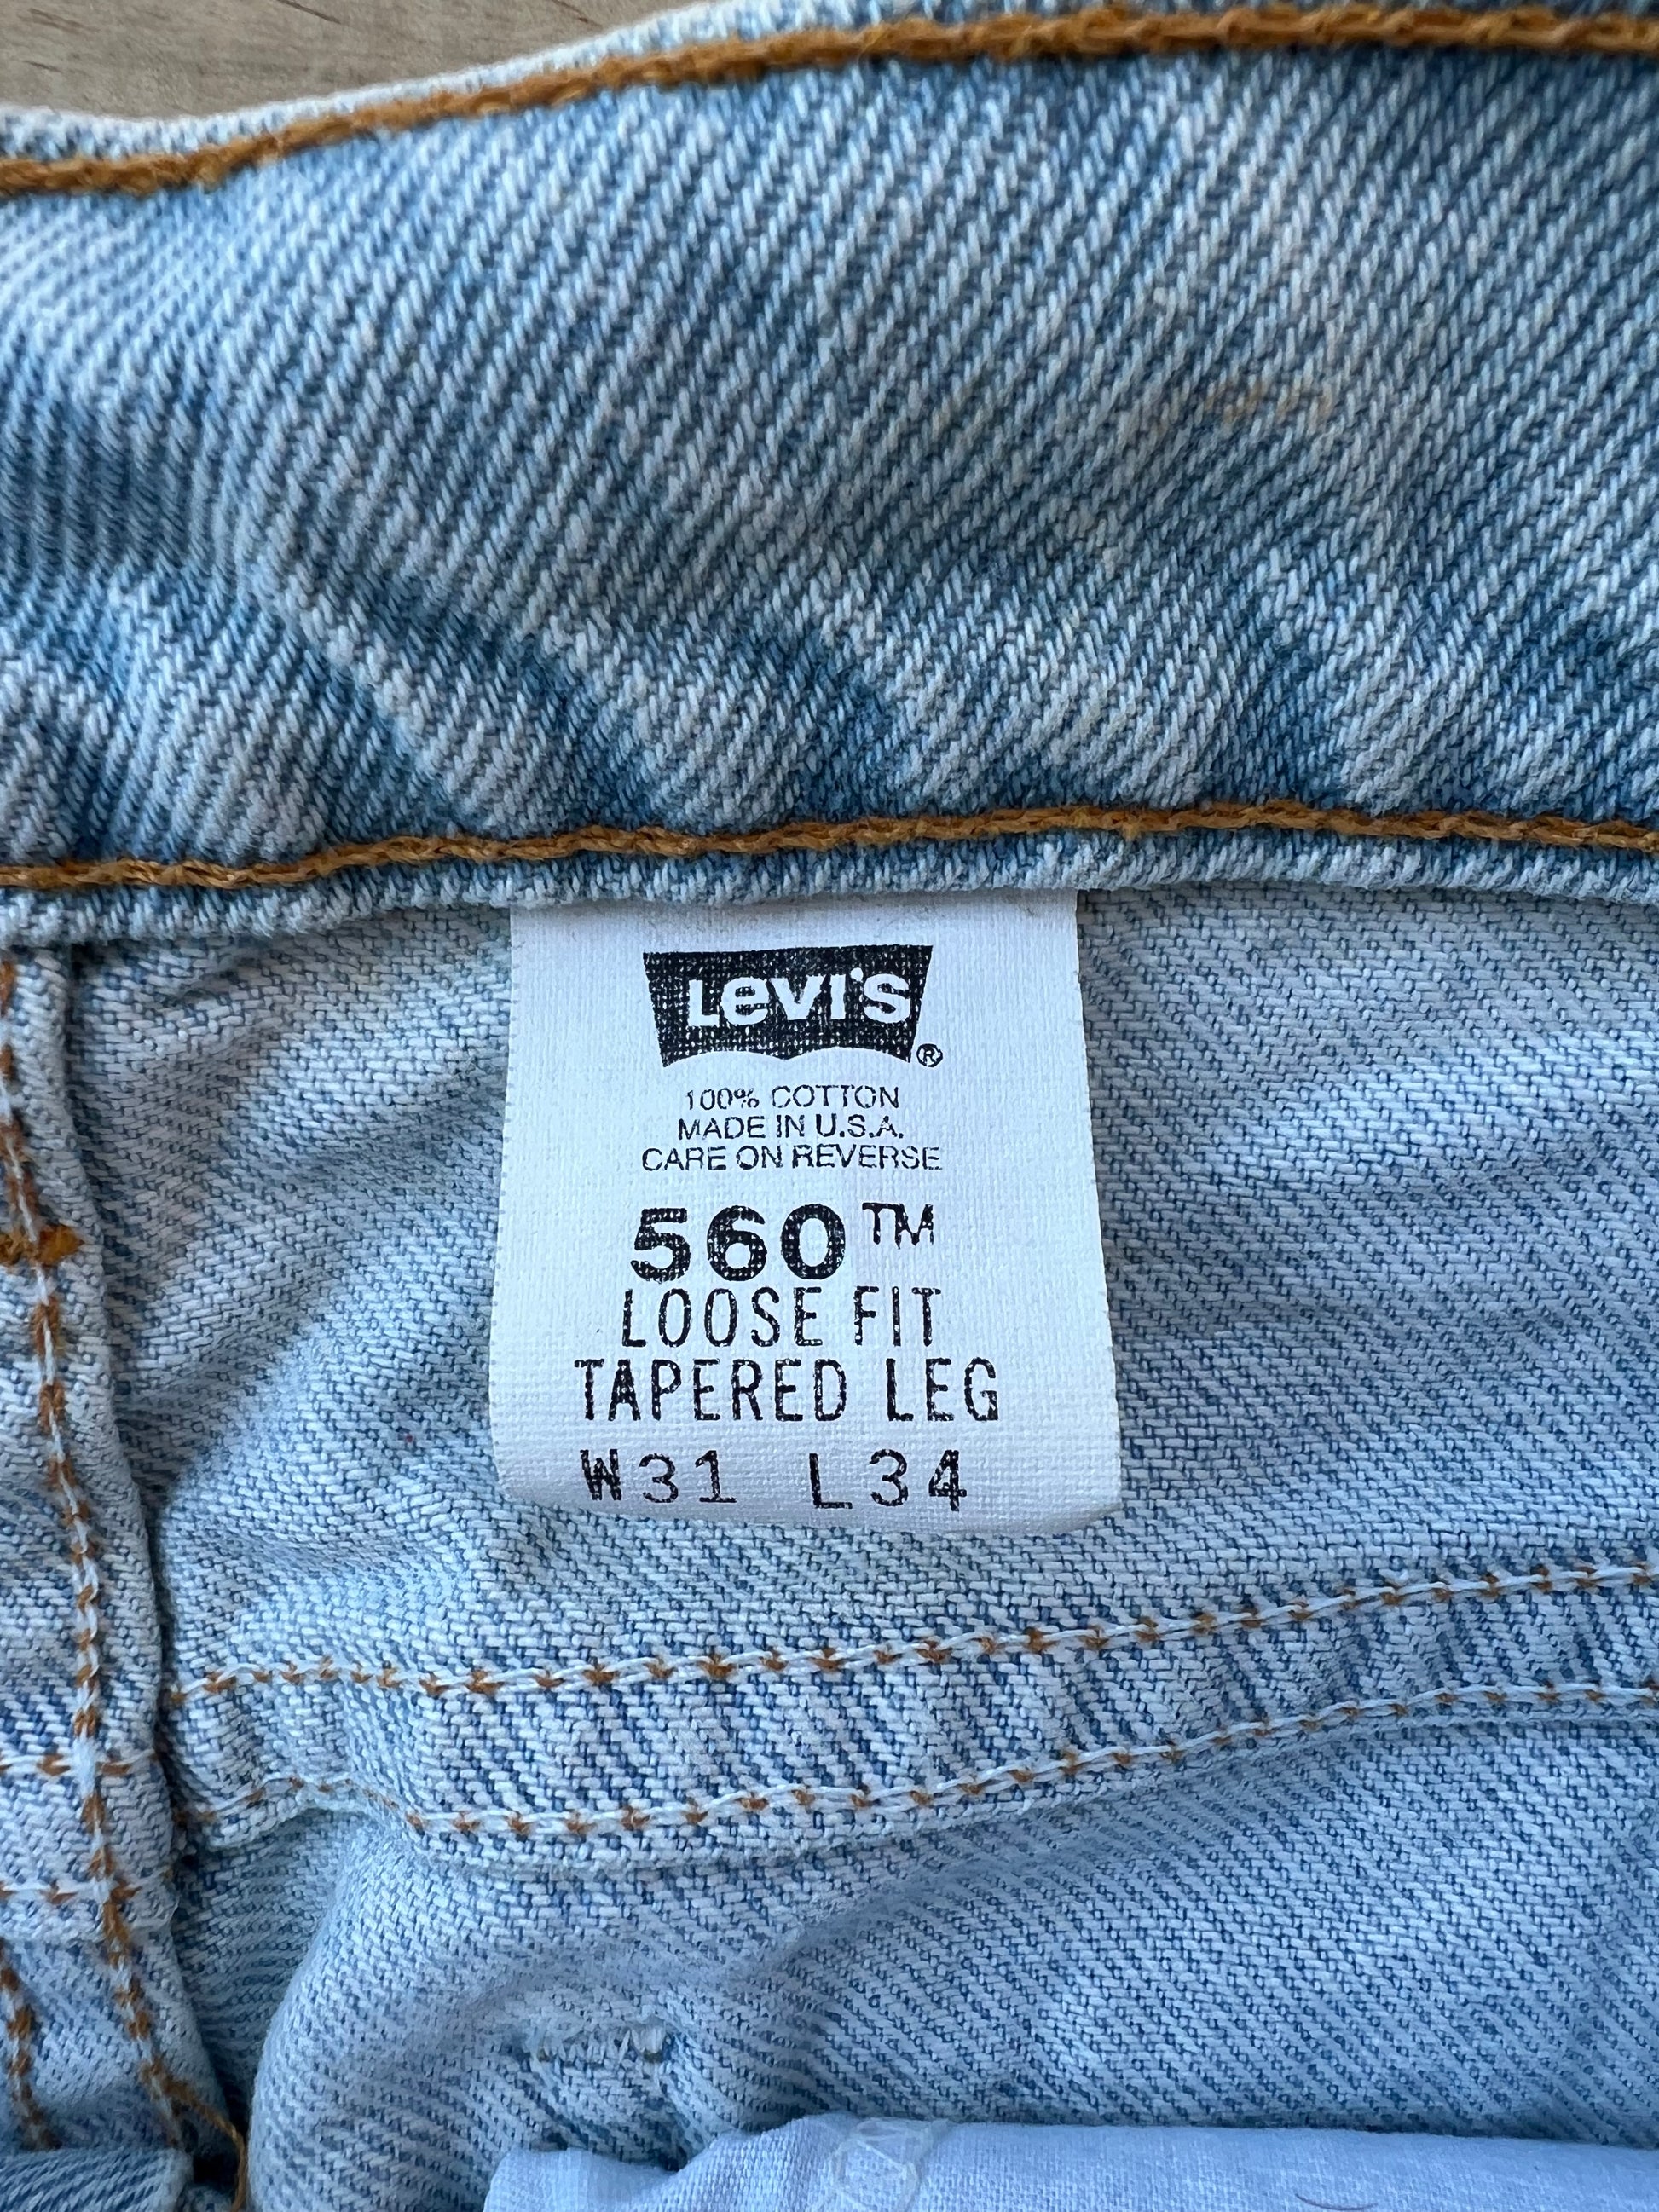 Levi's ®
100% COTTON
MADE IN U.S.A.
CARE ON REVERSE
560™
LOOSE FIT
TAPERED LEG
W31 L34